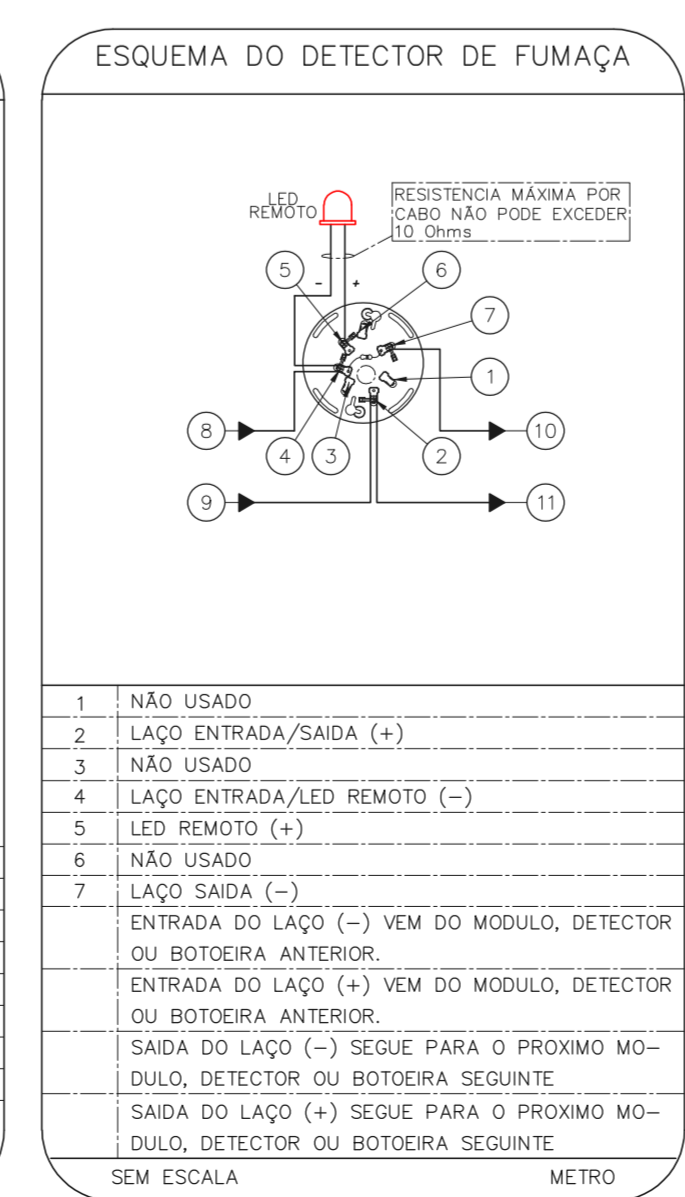 ESQUEMA DO DETECTOR DE FUMAÇA
LED
REMOTO
RESISTENCIA MÁXIMA POR
CABO NÃO PODE EXCEDER
10 Ohms
5
6
- +
7
1
8
10
4
3
2
9
11
1 NÃO USADO
2 LAÇO ENTRADA/SAIDA (+)
3 NÃO USADO
4 LAÇO ENTRADA/LED REMOTO (−)
5 LED REMOTO (+)
6 NÃO USADO
7 LAÇO SAIDA (−)
ENTRADA DO LAÇO (−) VEM DO MODULO, DETECTOR
OU BOTOEIRA ANTERIOR.
ENTRADA DO LAÇO (+) VEM DO MODULO, DETECTOR
OU BOTOEIRA ANTERIOR.
SAIDA DO LAÇO (−) SEGUE PARA O PROXIMO MO−
DULO, DETECTOR OU BOTOEIRA SEGUINTE
SAIDA DO LAÇO (+) SEGUE PARA O PROXIMO MO−
DULO, DETECTOR OU BOTOEIRA SEGUINTE
SEM ESCALA METRO